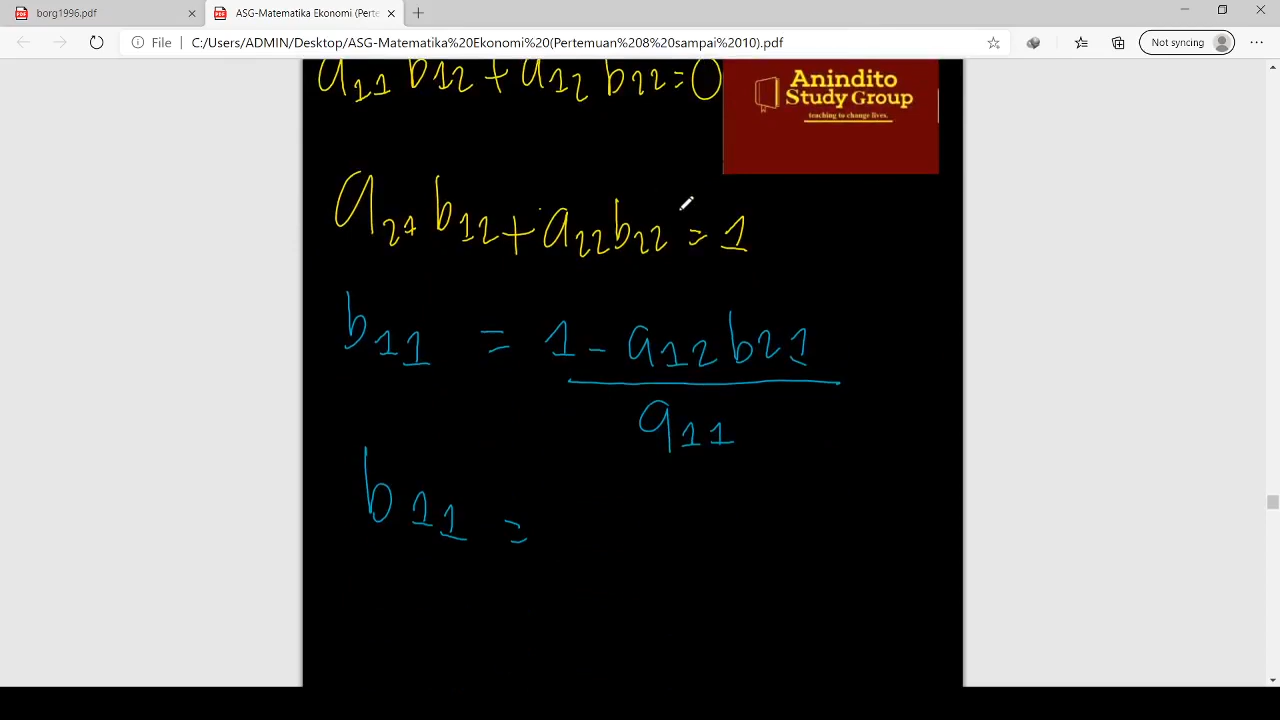 borg1996.pdf
ASG-Matematika Ekonomi (Perte
Not syncing
File
C:/Users/ADMIN/Desktop/ASG-Matematika%20Ekonomi%20(Pertemuan%208%20sampai%2010).pdf
a11 b12 + a12 b22 = 0
Anindito
Study Group
teaching to change lives.
a21 b12 + a22 b22 = 1
b11 = 1 - a12 b21
a11
b11 =